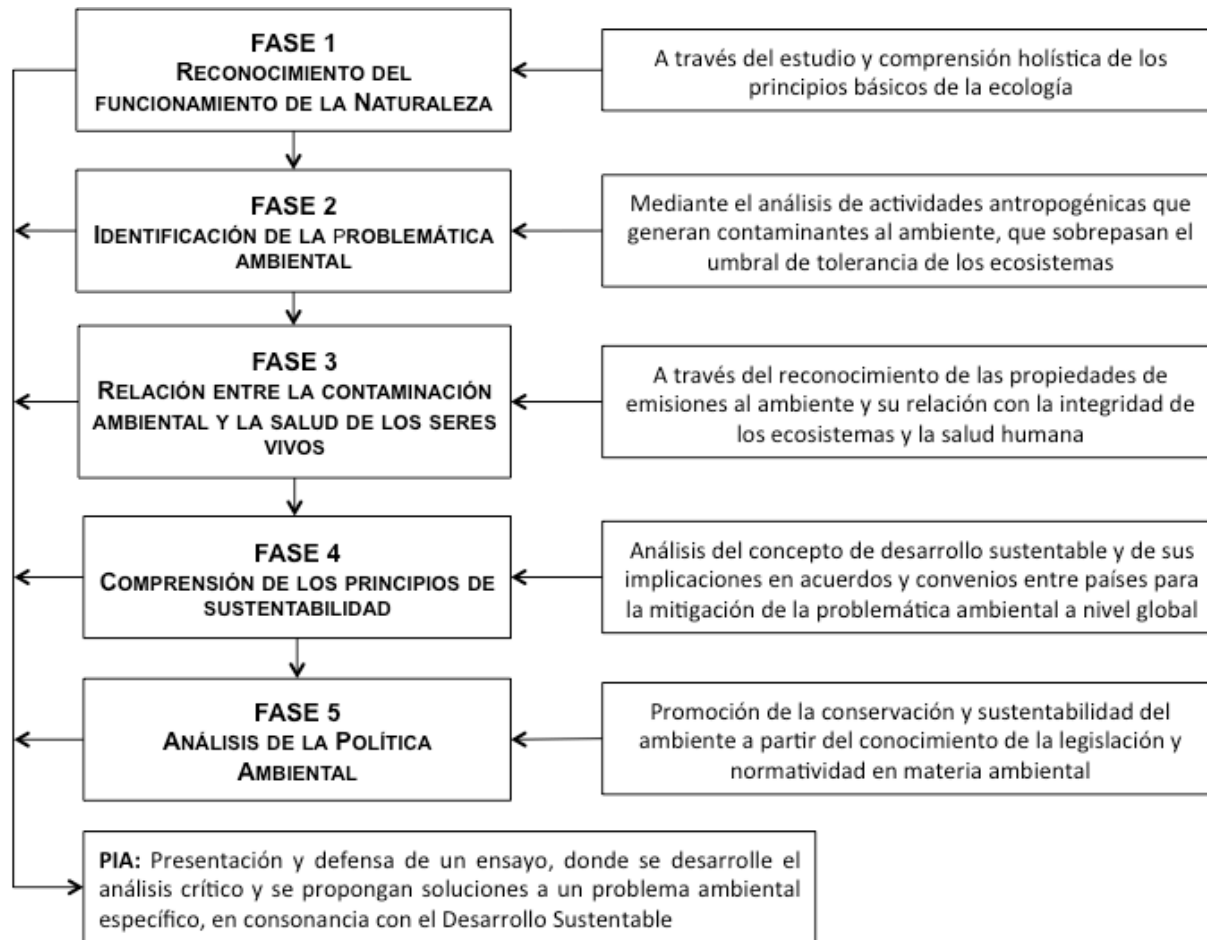 FASE 1
RECONOCIMIENTO DEL
FUNCIONAMIENTO DE LA NATURALEZA
A través del estudio y comprensión holística de los
principios básicos de la ecología
FASE 2
IDENTIFICACIÓN DE LA PROBLEMÁTICA
AMBIENTAL
Mediante el análisis de actividades antropogénicas que
generan contaminantes al ambiente, que sobrepasan el
umbral de tolerancia de los ecosistemas
FASE 3
RELACIÓN ENTRE LA CONTAMINACIÓN
AMBIENTAL Y LA SALUD DE LOS SERES
VIVOS
A través del reconocimiento de las propiedades de
emisiones al ambiente y su relación con la integridad de
los ecosistemas y la salud humana
FASE 4
COMPRENSIÓN DE LOS PRINCIPIOS DE
SUSTENTABILIDAD
Análisis del concepto de desarrollo sustentable y de sus
implicaciones en acuerdos y convenios entre países para
la mitigación de la problemática ambiental a nivel global
FASE 5
ANÁLISIS DE LA POLÍTICA
AMBIENTAL
Promoción de la conservación y sustentabilidad del
ambiente a partir del conocimiento de la legislación y
normatividad en materia ambiental
PIA: Presentación y defensa de un ensayo, donde se desarrolle el
análisis crítico y se propongan soluciones a un problema ambiental
específico, en consonancia con el Desarrollo Sustentable